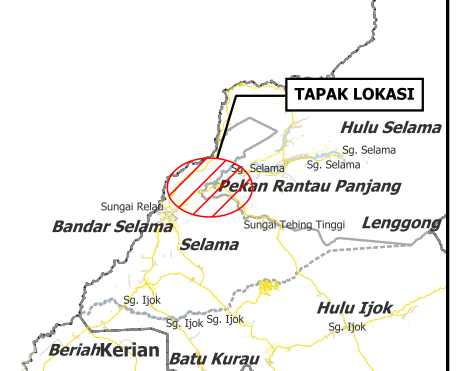 TAPAK LOKASI
Hulu Selama
Sg. Selama
Sg. Selama
Sg. Selama
Pekan Rantau Panjang
Sungai Relau
Bandar Selama
Sungai Tebing Tinggi
Lenggong
Selama
Sg. Ijok
Hulu Ijok
Sg. Ijok
Sg. Ijok
Sg. Ijok
Beriah
Kerian
Batu Kurau